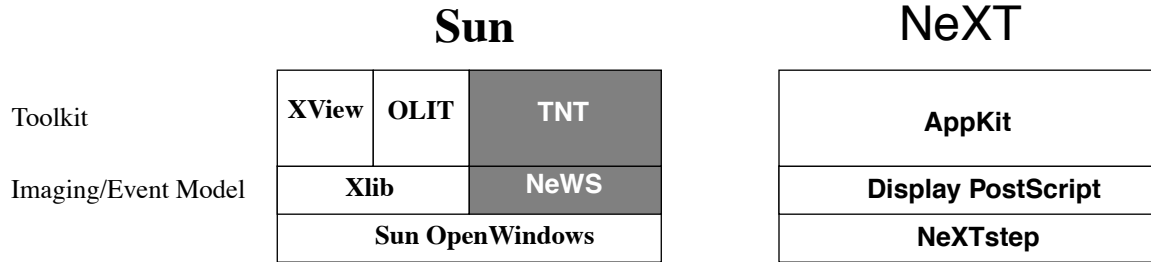 Sun NeXT
Toolkit XView OLIT TNT AppKit
Imaging/Event Model Xlib NeWS Display PostScript
Sun OpenWindows NeXTstep